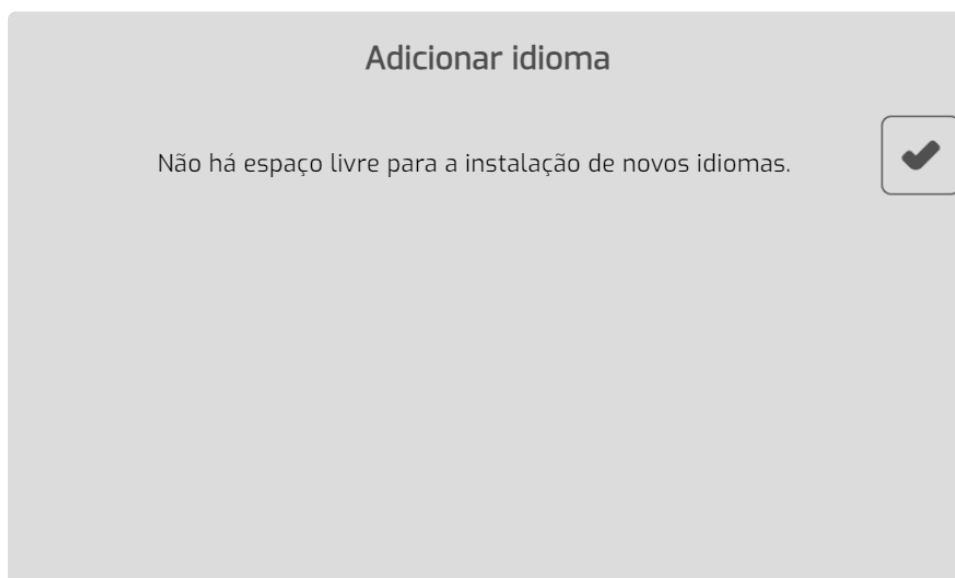 Adicionar idioma
Não há espaço livre para a instalação de novos idiomas.